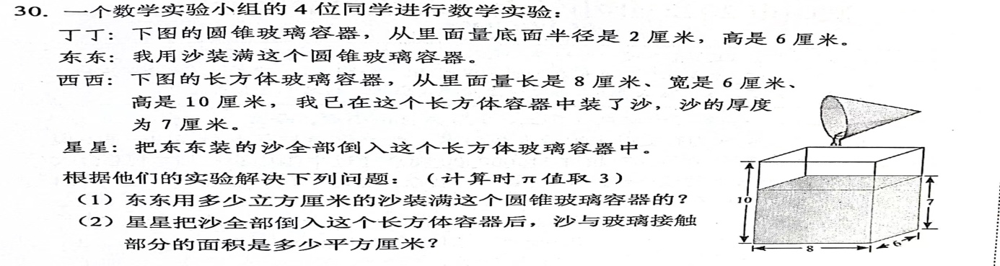 30. 一个数学实验小组的 4 位同学进行数学实验：
丁丁：下图的圆锥玻璃容器，从里面量底面半径是 2 厘米，高是 6 厘米。
东东：我用沙装满这个圆锥玻璃容器。
西西：下图的长方体玻璃容器，从里面量长是 8 厘米、宽是 6 厘米、
高是 10 厘米，我已在这个长方体容器中装了沙，沙的厚度
为 7 厘米。
星星：把东东装的沙全部倒入这个长方体玻璃容器中。
根据他们的实验解决下列问题：（计算时 π 值取 3）
（1）东东用多少立方厘米的沙装满这个圆锥玻璃容器的？
（2）星星把沙全部倒入这个长方体容器后，沙与玻璃接触
部分的面积是多少平方厘米？
10
7
8
6